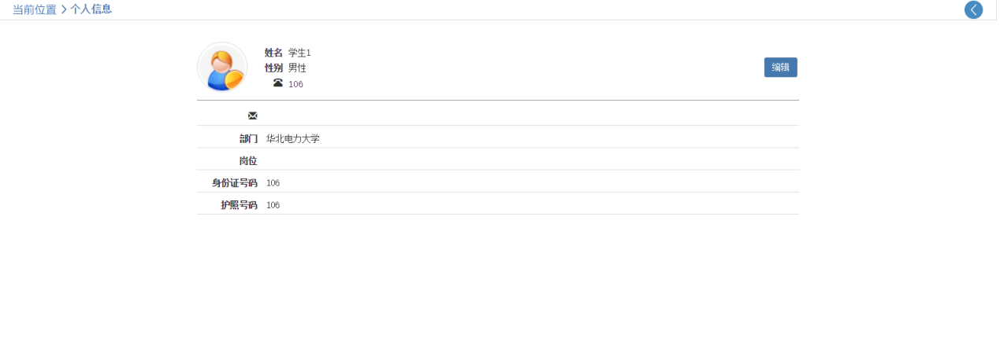 当前位置 > 个人信息
姓名 学生1
性别 男性
106
编辑
部门 华北电力大学
岗位
身份证号码 106
护照号码 106